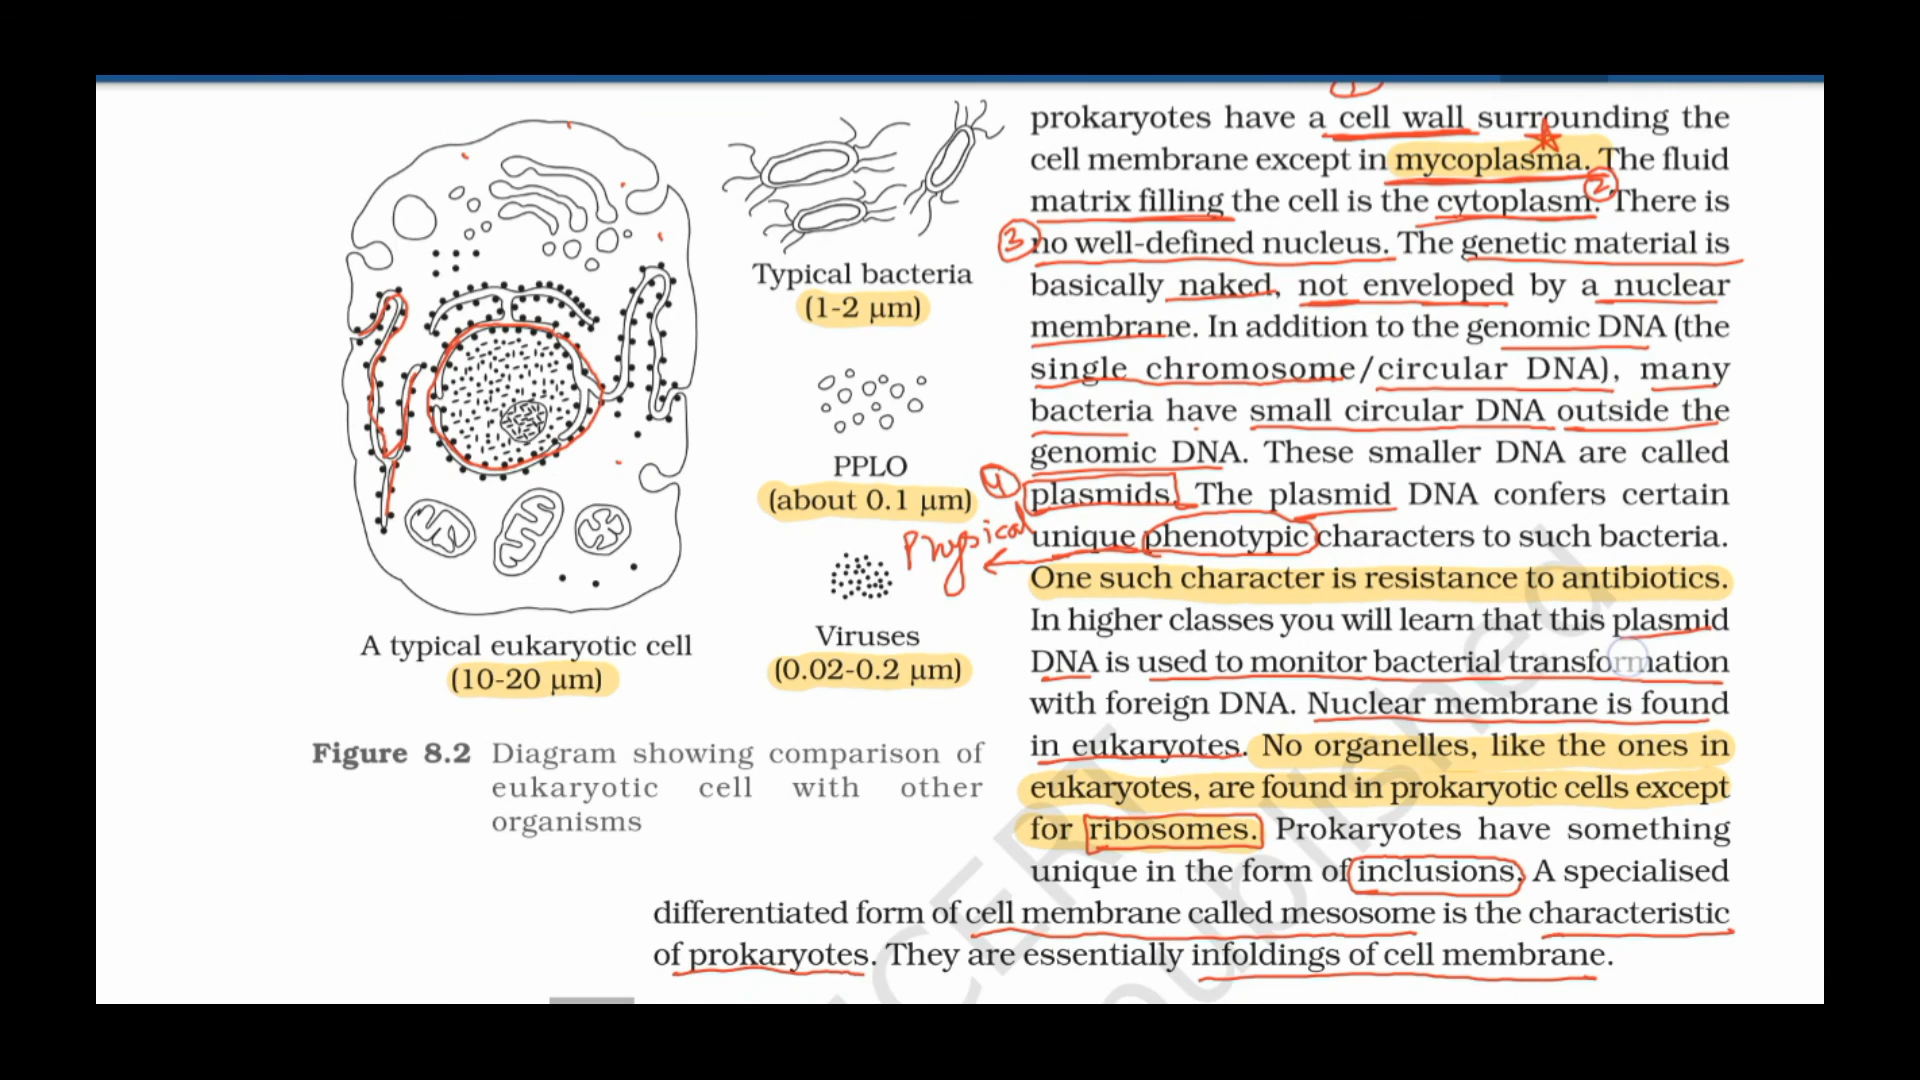 Typical bacteria
(1-2 µm)
PPLO
(about 0.1 µm)
Viruses
(0.02-0.2 µm)
A typical eukaryotic cell
(10-20 µm)
Figure 8.2 Diagram showing comparison of
eukaryotic cell with other
organisms
1
prokaryotes have a cell wall surrounding the
cell membrane except in mycoplasma. The fluid
2
matrix filling the cell is the cytoplasm. There is
3
no well-defined nucleus. The genetic material is
basically naked, not enveloped by a nuclear
membrane. In addition to the genomic DNA (the
single chromosome/circular DNA), many
bacteria have small circular DNA outside the
genomic DNA. These smaller DNA are called
4
plasmids. The plasmid DNA confers certain
Physical
unique phenotypic characters to such bacteria.
One such character is resistance to antibiotics.
In higher classes you will learn that this plasmid
DNA is used to monitor bacterial transformation
with foreign DNA. Nuclear membrane is found
in eukaryotes. No organelles, like the ones in
eukaryotes, are found in prokaryotic cells except
for ribosomes. Prokaryotes have something
unique in the form of inclusions. A specialised
differentiated form of cell membrane called mesosome is the characteristic
of prokaryotes. They are essentially infoldings of cell membrane.